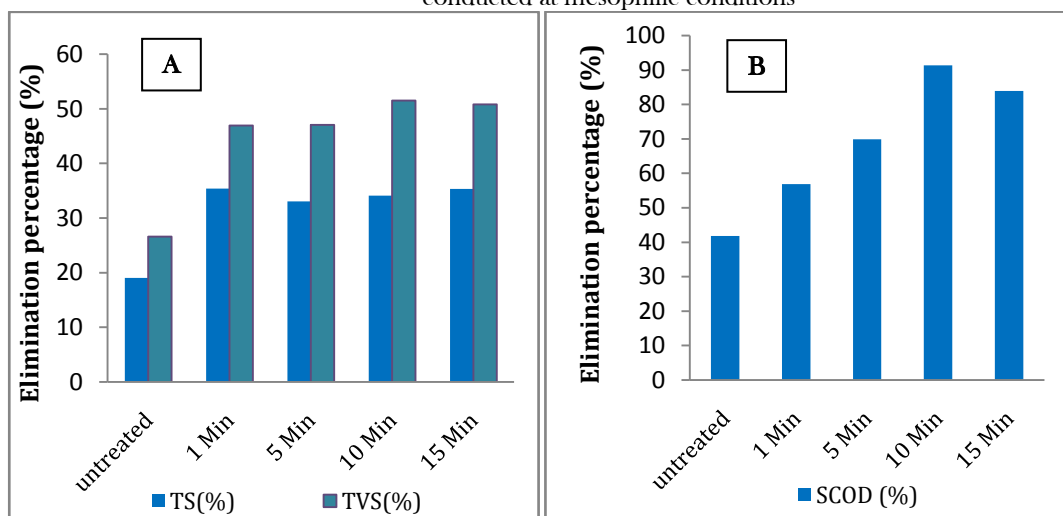 conducted at mesophilic conditions
A
Elimination percentage (%)
60
50
40
30
20
10
0
untreated
1 Min
5 Min
10 Min
15 Min
TS(%)
TVS(%)
B
Elimination percentage (%)
100
90
80
70
60
50
40
30
20
10
0
untreated
1 Min
5 Min
10 Min
15 Min
SCOD (%)